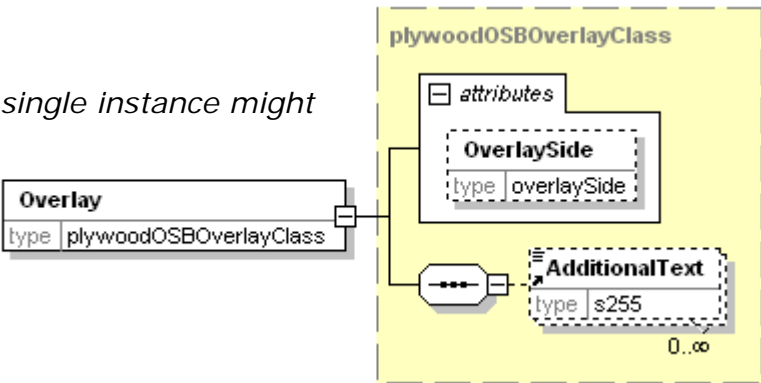 plywoodOSBOverlayClass
attributes
single instance might
OverlaySide
type overlaySide
Overlay
type plywoodOSBOverlayClass
AdditionalText
type s255
0..∞